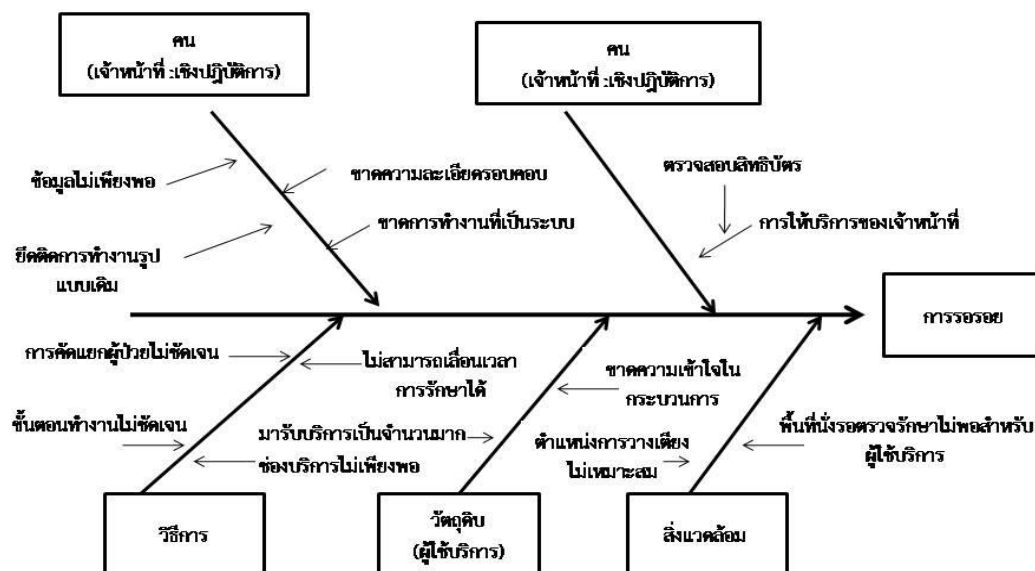 คน
(เจ้าหน้าที่ :เชิงปฏิบัติการ)
คน
(เจ้าหน้าที่ :เชิงปฏิบัติการ)
ข้อมูลไม่เพียงพอ
ขาดความละเอียดรอบคอบ
ขาดการทำงานที่เป็นระบบ
ยึดติดการทำงานรูป
แบบเดิม
ตรวจสอบสิทธิบัตร
การให้บริการของเจ้าหน้าที่
การรอรอย
การคัดแยกผู้ป่วยไม่ชัดเจน
ไม่สามารถเลื่อนเวลา
การรักษาได้
ขั้นตอนทำงานไม่ชัดเจน
ช่องบริการไม่เพียงพอ
มารับบริการเป็นจำนวนมาก
ขาดความเข้าใจใน
กระบวนการ
ตำแหน่งการวางเตียง
ไม่เหมาะสม
พื้นที่นั่งรอตรวจรักษาไม่พอสำหรับ
ผู้ใช้บริการ
วิธีการ
วัตถุดิบ
(ผู้ใช้บริการ)
สิ่งแวดล้อม